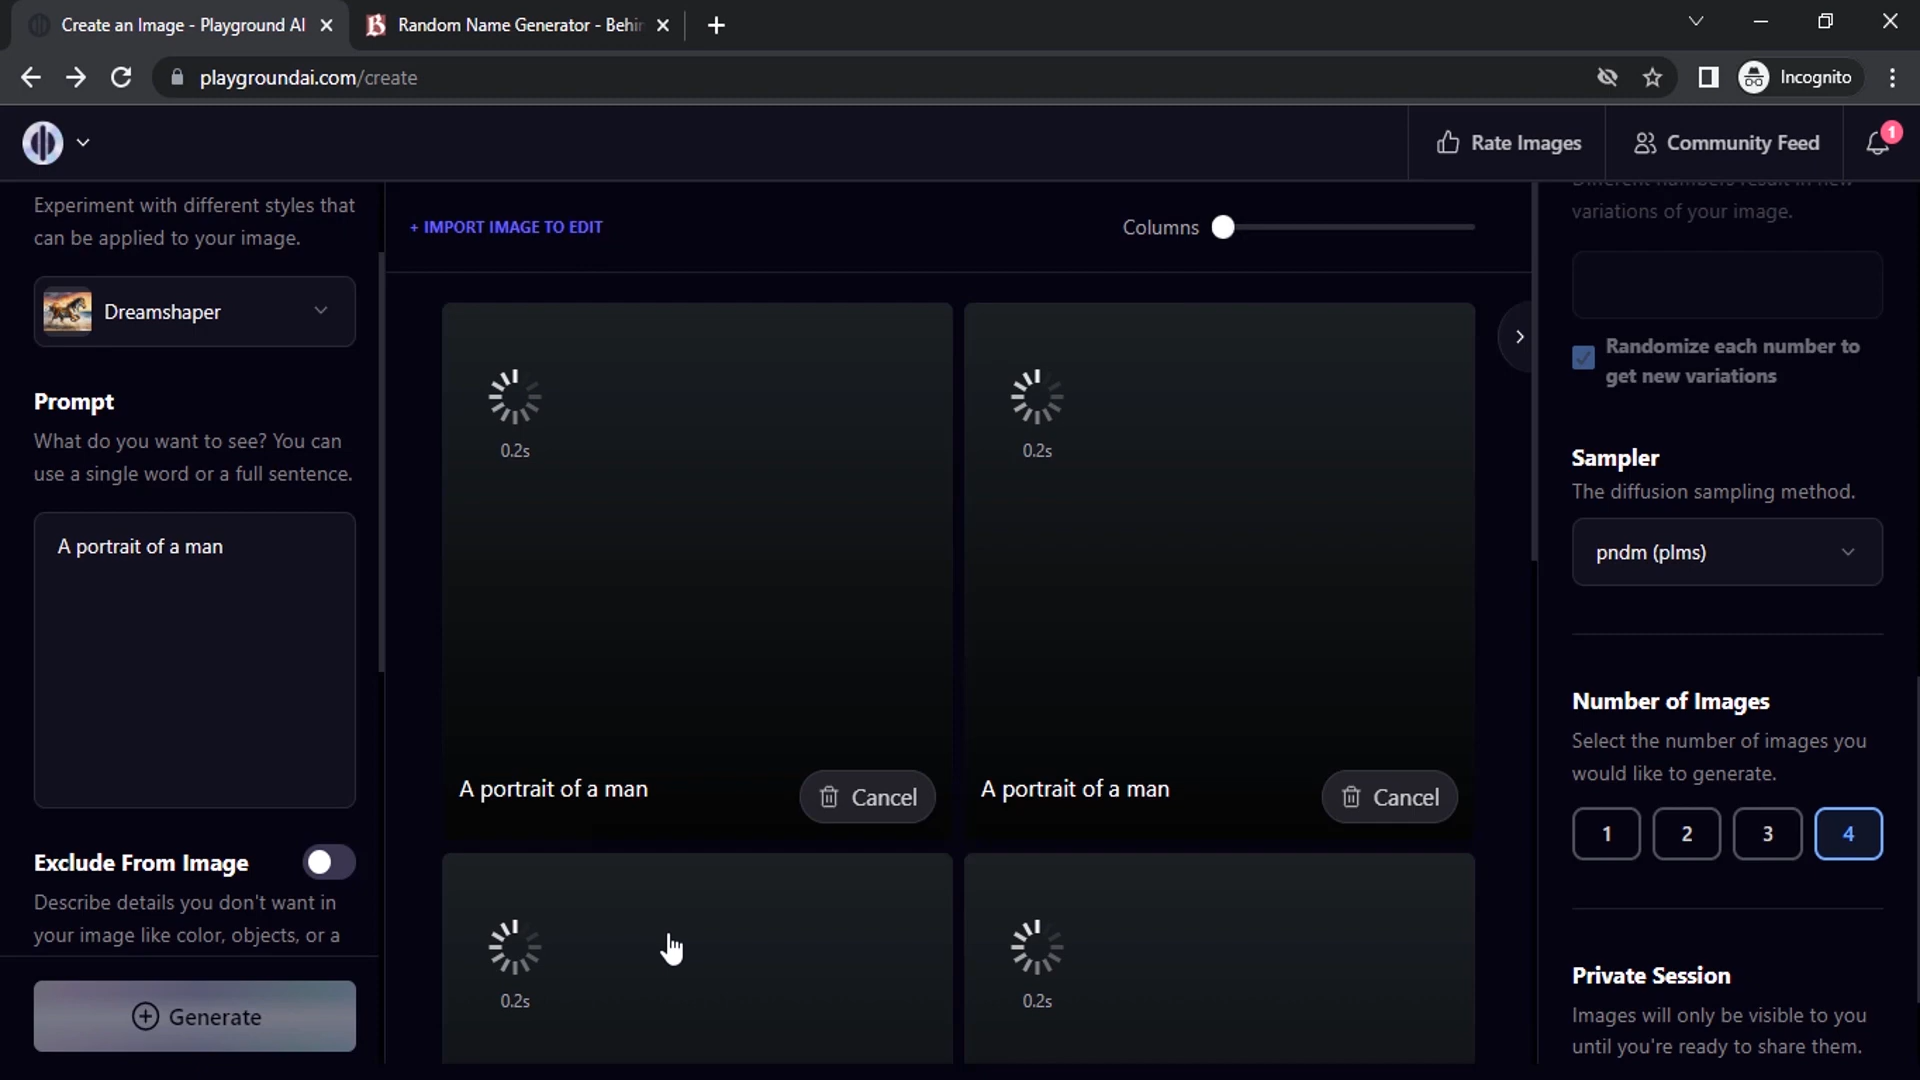 Create an Image - Playground AI
Random Name Generator - Behin
playgroundai.com/create
Incognito
Rate Images
Community Feed
1
Experiment with different styles that
can be applied to your image.
Dreamshaper
Prompt
What do you want to see? You can
use a single word or a full sentence.
A portrait of a man
Exclude From Image
Describe details you don't want in
your image like color, objects, or a
Generate
+ IMPORT IMAGE TO EDIT
Columns
0.2s
0.2s
A portrait of a man
Cancel
A portrait of a man
Cancel
0.2s
0.2s
Different numbers result in new
variations of your image.
Randomize each number to
get new variations
Sampler
The diffusion sampling method.
pndm (plms)
Number of Images
Select the number of images you
would like to generate.
1 2 3 4
Private Session
Images will only be visible to you
until you're ready to share them.